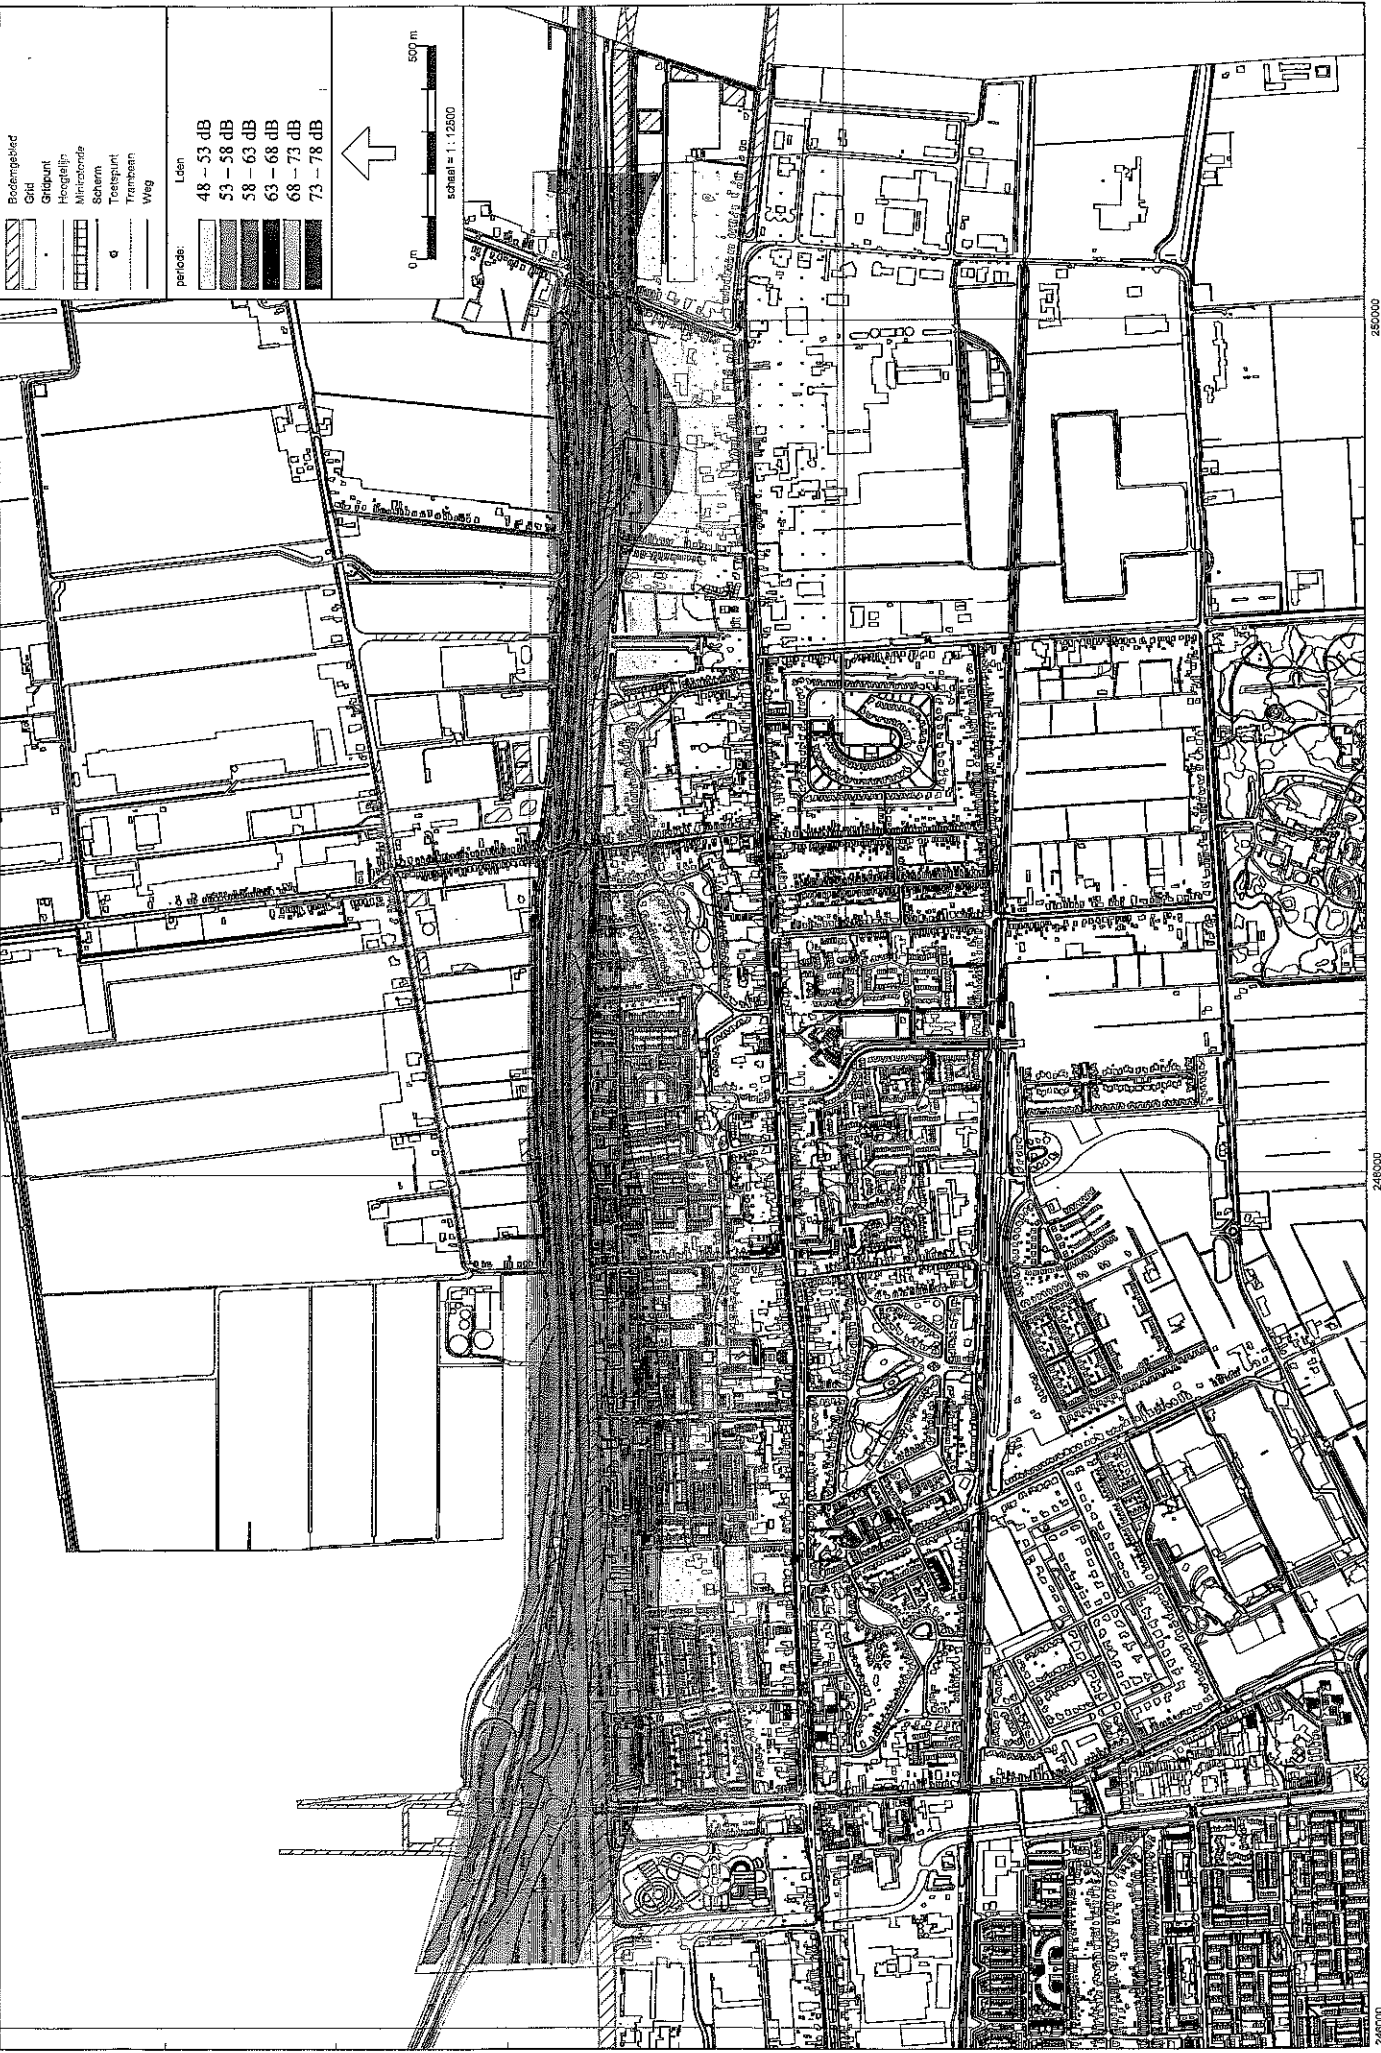 Bodemgebied
Grid
Gridpunt
Hoogtelijn
Minirotonde
Scherm
Toetspunt
Trambaan
Weg
periode: Lden
48 – 53 dB
53 – 58 dB
58 – 63 dB
63 – 68 dB
68 – 73 dB
73 – 78 dB
0 m 500 m
schaal = 1 : 12500
250000
248000
246000